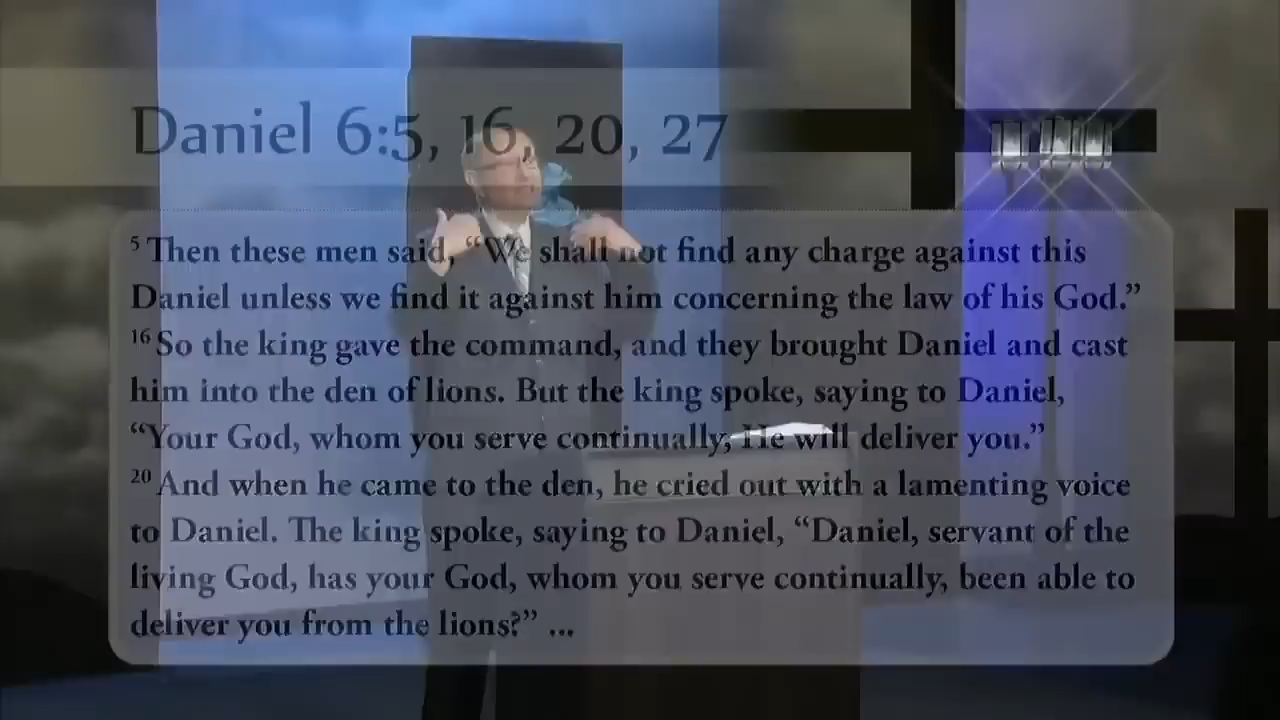 Daniel 6:5, 16, 20, 27
5 Then these men said, “We shall not find any charge against this
Daniel unless we find it against him concerning the law of his God.”
16 So the king gave the command, and they brought Daniel and cast
him into the den of lions. But the king spoke, saying to Daniel,
“Your God, whom you serve continually, He will deliver you.”
20 And when he came to the den, he cried out with a lamenting voice
to Daniel. The king spoke, saying to Daniel, “Daniel, servant of the
living God, has your God, whom you serve continually, been able to
deliver you from the lions?” ...